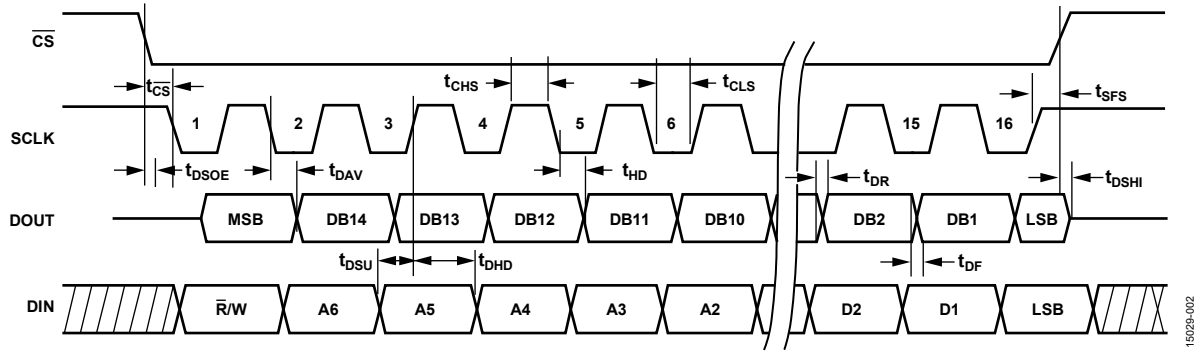 CS
tCS
tCHS
tCLS
tSFS
SCLK
1 2 3 4 5 6 15 16
tDSOE
tDAV
tHD
tDR
tDSHI
DOUT
MSB DB14 DB13 DB12 DB11 DB10 DB2 DB1 LSB
tDSU
tDHD
tDF
DIN
R/W A6 A5 A4 A3 A2 D2 D1 LSB
15029-002